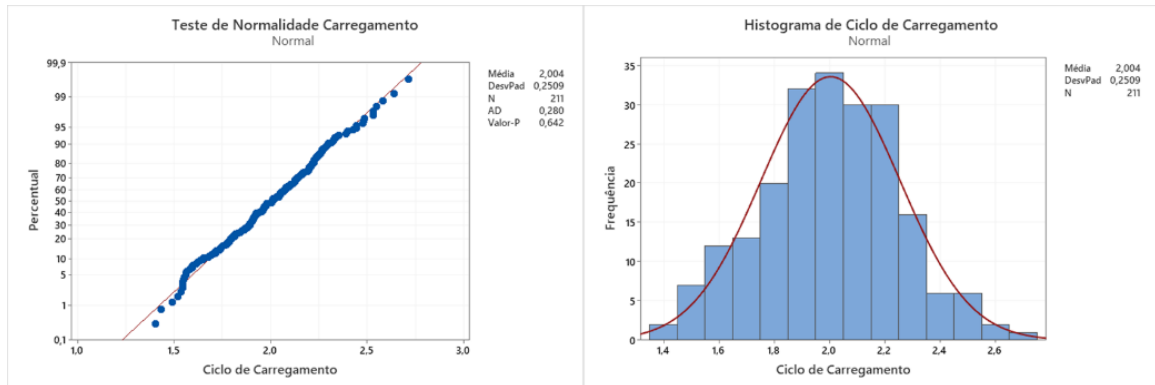 Teste de Normalidade Carregamento
Normal
99,9
99
95
90
80
70
60
50
40
30
20
10
5
1
0,1
Percentual
1.0
1.5
2.0
2.5
3.0
Ciclo de Carregamento
Média 2,004
DesvPad 0,2509
N 211
AD 0,280
Valor-P 0,642
Histograma de Ciclo de Carregamento
Normal
35
30
25
20
15
10
5
0
Frequência
1.4
1.6
1.8
2.0
2.2
2.4
2.6
Ciclo de Carregamento
Média 2,004
DesvPad 0,2509
N 211